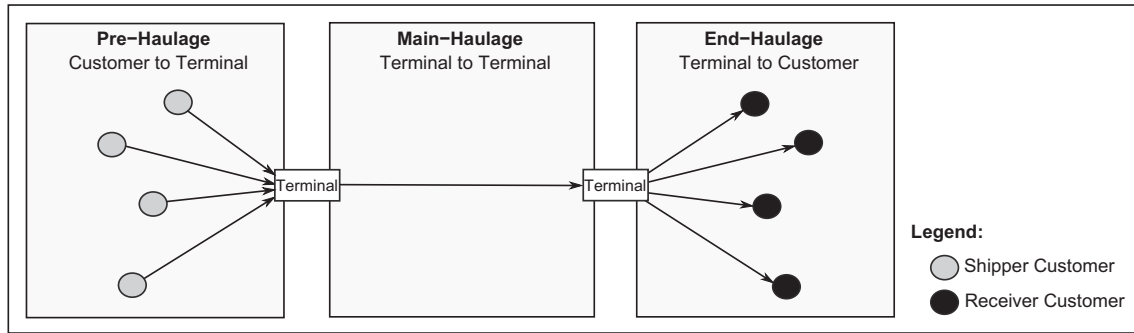 Pre−Haulage
Customer to Terminal
Main−Haulage
Terminal to Terminal
End−Haulage
Terminal to Customer
Terminal
Terminal
Legend:
Shipper Customer
Receiver Customer